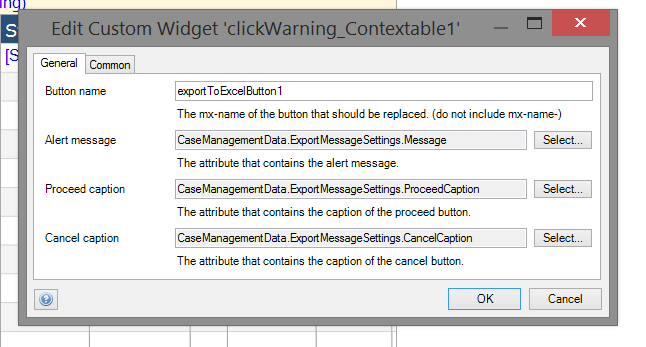 ing)
S
[S
Edit Custom Widget 'clickWarning_Contextable1'
General Common
Button name exportToExcelButton1
The mx-name of the button that should be replaced. (do not include mx-name-)
Alert message CaseManagementData.ExportMessageSettings.Message Select...
The attribute that contains the alert message.
Proceed caption CaseManagementData.ExportMessageSettings.ProceedCaption Select...
The attribute that contains the caption of the proceed button.
Cancel caption CaseManagementData.ExportMessageSettings.CancelCaption Select...
The attribute that contains the caption of the cancel button.
? OK Cancel